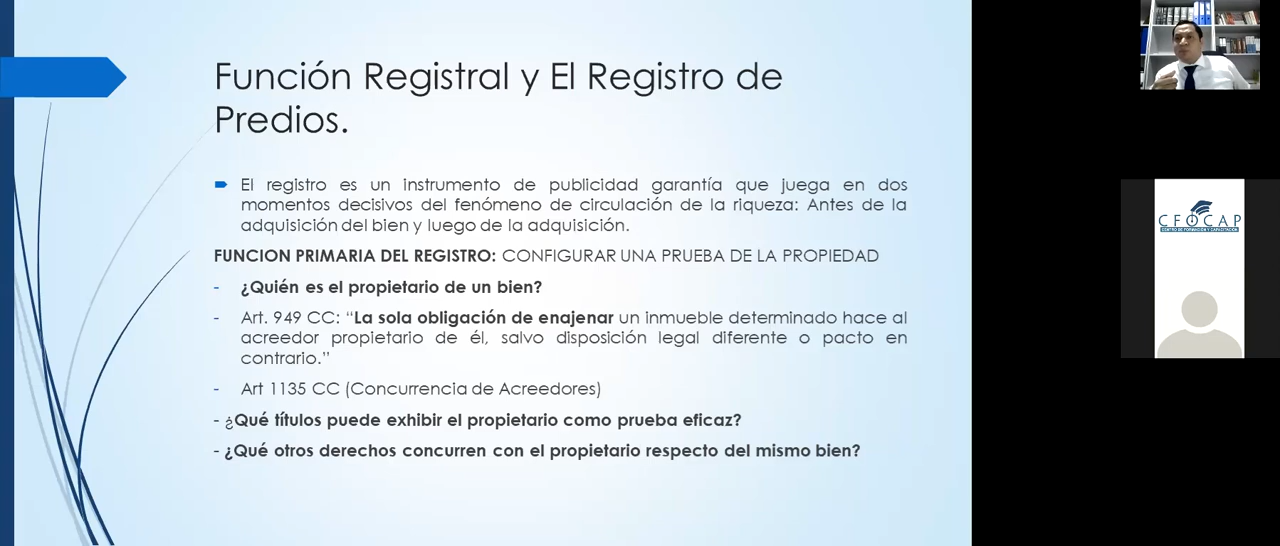 Función Registral y El Registro de
Predios.
El registro es un instrumento de publicidad garantía que juega en dos
momentos decisivos del fenómeno de circulación de la riqueza: Antes de la
adquisición del bien y luego de la adquisición.
FUNCION PRIMARIA DEL REGISTRO: CONFIGURAR UNA PRUEBA DE LA PROPIEDAD
- ¿Quién es el propietario de un bien?
- Art. 949 CC: “La sola obligación de enajenar un inmueble determinado hace al
acreedor propietario de él, salvo disposición legal diferente o pacto en
contrario.”
- Art 1135 CC (Concurrencia de Acreedores)
- ¿Qué títulos puede exhibir el propietario como prueba eficaz?
- ¿Qué otros derechos concurren con el propietario respecto del mismo bien?
CFOCAP
CENTRO DE FORMACIÓN Y CAPACITACIÓN